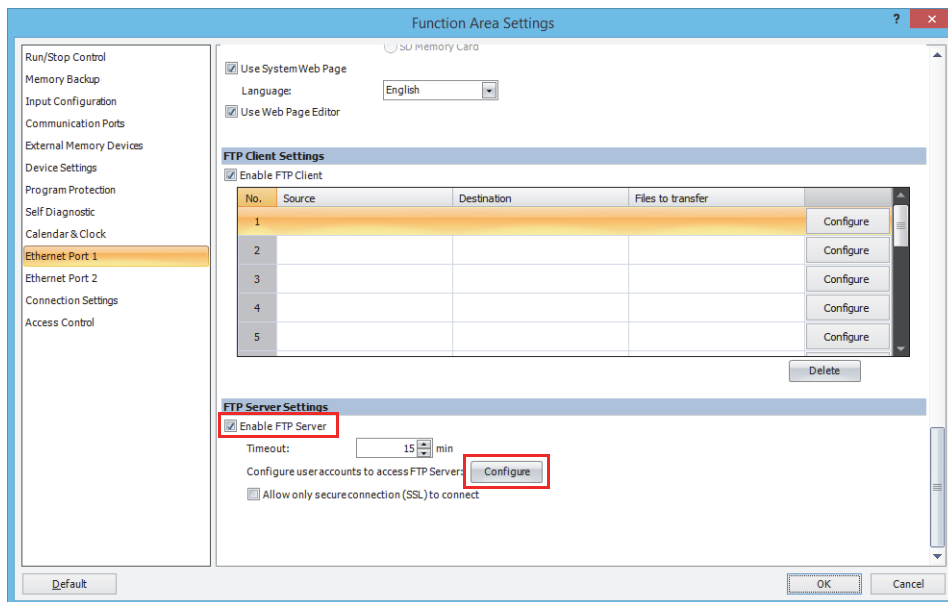 Function Area Settings
?
Run/Stop Control
Memory Backup
Input Configuration
Communication Ports
External Memory Devices
Device Settings
Program Protection
Self Diagnostic
Calendar & Clock
Ethernet Port 1
Ethernet Port 2
Connection Settings
Access Control
SD Memory Card
Use System Web Page
Language: English
Use Web Page Editor
FTP Client Settings
Enable FTP Client
No. Source Destination Files to transfer
1 Configure
2 Configure
3 Configure
4 Configure
5 Configure
Delete
FTP Server Settings
Enable FTP Server
Timeout: 15 min
Configure user accounts to access FTP Server: Configure
Allow only secure connection (SSL) to connect
Default OK Cancel